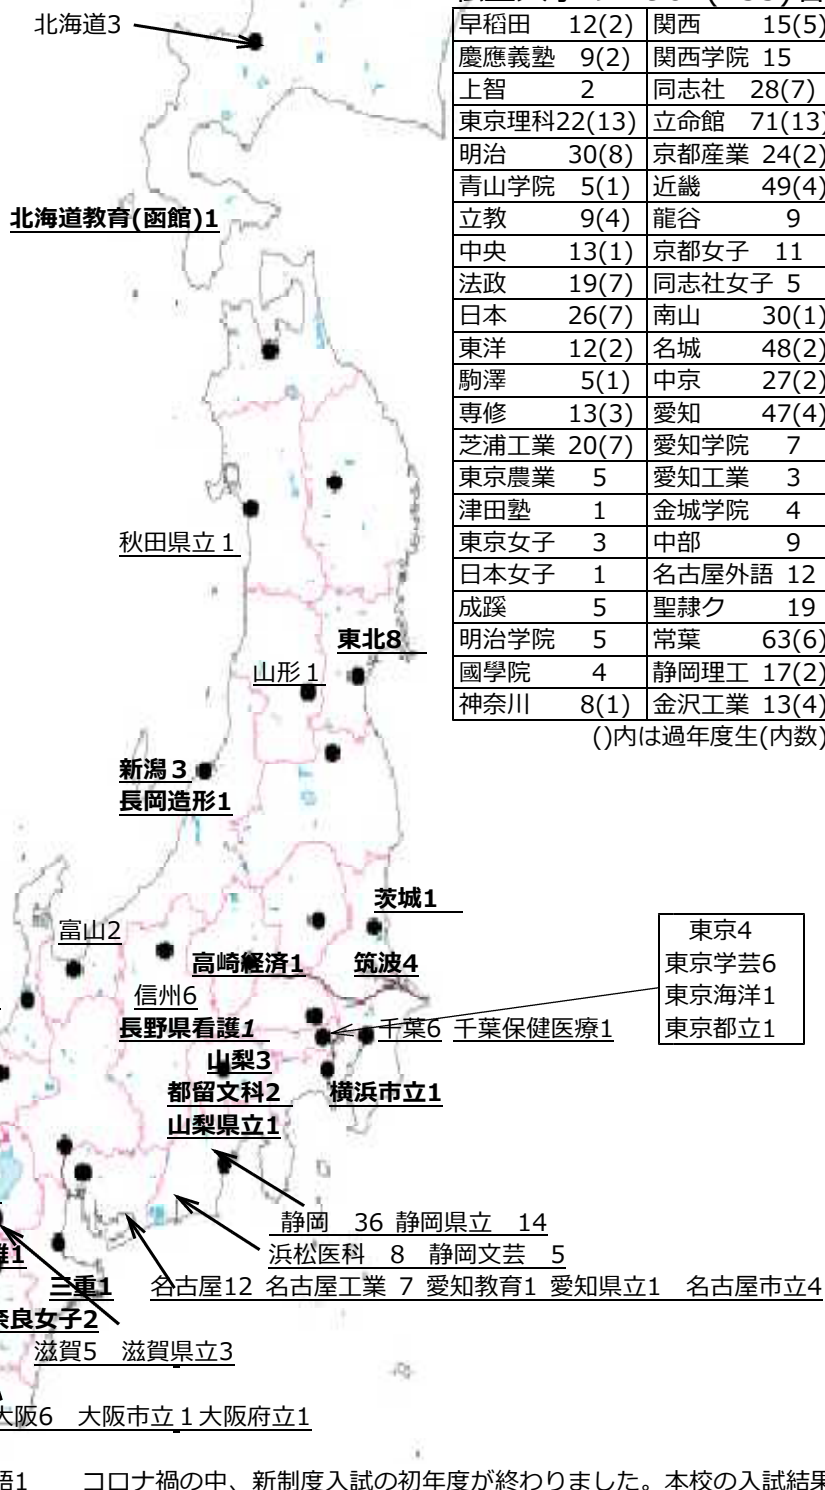 北海道3
北海道教育(函館)1
秋田県立１
東北8
山形１
新潟３
長岡造形1
茨城1
富山2
高崎経済1 筑波4
信州6
長野県看護1
千葉6 千葉保健医療1
山梨3
都留文科2 横浜市立1
山梨県立1
東京4
東京学芸6
東京海洋1
東京都立1
静岡 36 静岡県立 14
浜松医科 8 静岡文芸 5
三重1 名古屋12 名古屋工業 7 愛知教育1 愛知県立1 名古屋市立4
奈良女子2
滋賀5 滋賀県立3
大阪6 大阪市立１大阪府立1
早稲田 12(2) 関西 15(5)
慶應義塾 9(2) 関西学院 15
上智 2 同志社 28(7)
東京理科22(13) 立命館 71(13)
明治 30(8) 京都産業 24(2)
青山学院 5(1) 近畿 49(4)
立教 9(4) 龍谷 9
中央 13(1) 京都女子 11
法政 19(7) 同志社女子 5
日本 26(7) 南山 30(1)
東洋 12(2) 名城 48(2)
駒澤 5(1) 中京 27(2)
専修 13(3) 愛知 47(4)
芝浦工業 20(7) 愛知学院 7
東京農業 5 愛知工業 3
津田塾 1 金城学院 4
東京女子 3 中部 9
日本女子 1 名古屋外語 12
成蹊 5 聖隷ク 19
明治学院 5 常葉 63(6)
國學院 4 静岡理工 17(2)
神奈川 8(1) 金沢工業 13(4)
()内は過年度生(内数)
語1 コロナ禍の中、新制度入試の初年度が終わりました。本校の入試結果